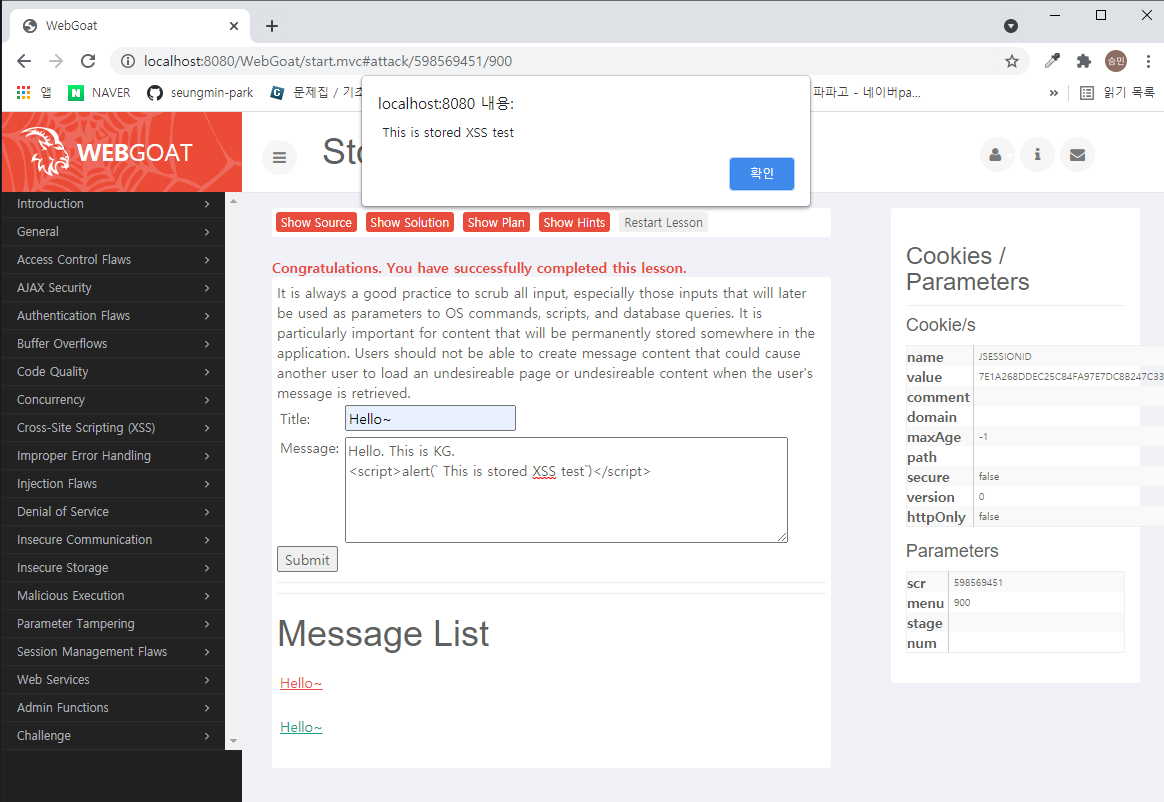 WebGoat
localhost:8080/WebGoat/start.mvc#attack/598569451/900
승민
앱
NAVER
seungmin-park
문제집 / 기초
파파고 - 네이버pa...
»
읽기 목록
localhost:8080 내용:
This is stored XSS test
확인
WEBGOAT
Sto
Introduction
General
Access Control Flaws
AJAX Security
Authentication Flaws
Buffer Overflows
Code Quality
Concurrency
Cross-Site Scripting (XSS)
Improper Error Handling
Injection Flaws
Denial of Service
Insecure Communication
Insecure Storage
Malicious Execution
Parameter Tampering
Session Management Flaws
Web Services
Admin Functions
Challenge
Show Source Show Solution Show Plan Show Hints Restart Lesson
Congratulations. You have successfully completed this lesson.
It is always a good practice to scrub all input, especially those inputs that will later
be used as parameters to OS commands, scripts, and database queries. It is
particularly important for content that will be permanently stored somewhere in the
application. Users should not be able to create message content that could cause
another user to load an undesireable page or undesireable content when the user's
message is retrieved.
Title: Hello~
Message: Hello. This is KG.
<script>alert(` This is stored XSS test`)</script>
Submit
Message List
Hello~
Hello~
Cookies /
Parameters
Cookie/s
name JSESSIONID
value 7E1A268DDEC25C84FA97E7DC8B247C33
comment
domain
maxAge -1
path
secure false
version 0
httpOnly false
Parameters
scr 598569451
menu 900
stage
num